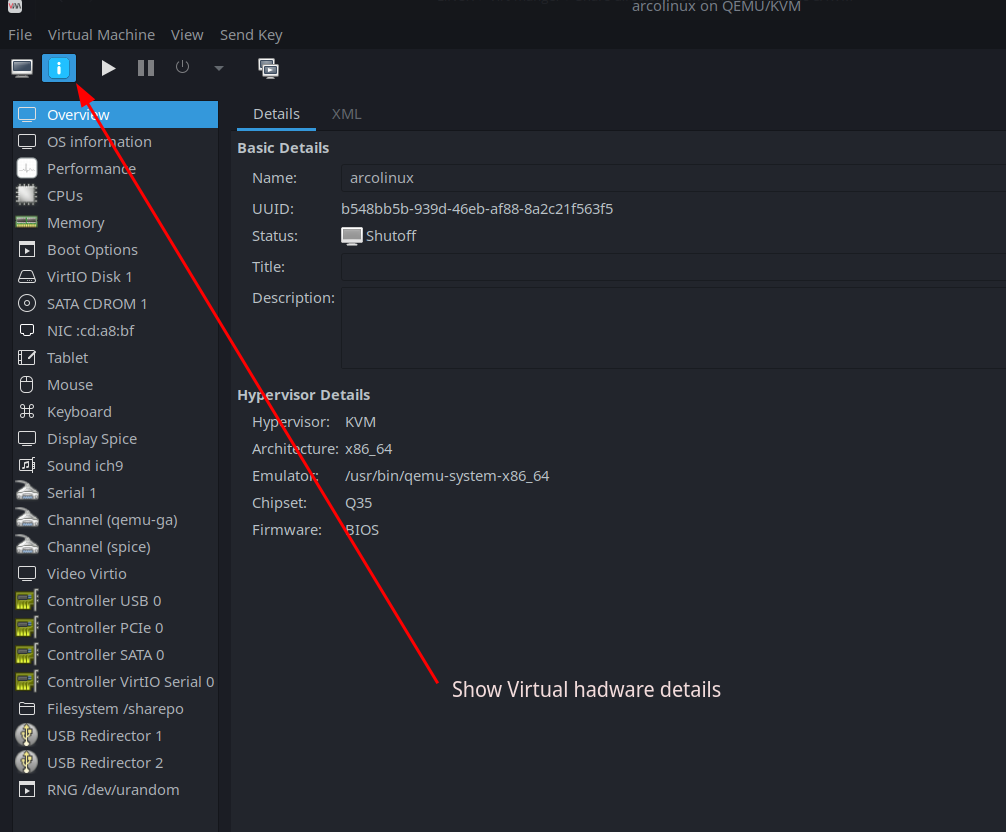 arcolinux on QEMU/KVM
File Virtual Machine View Send Key
Overview
OS information
Performance
CPUs
Memory
Boot Options
VirtIO Disk 1
SATA CDROM 1
NIC :cd:a8:bf
Tablet
Mouse
Keyboard
Display Spice
Sound ich9
Serial 1
Channel (qemu-ga)
Channel (spice)
Video Virtio
Controller USB 0
Controller PCIe 0
Controller SATA 0
Controller VirtIO Serial 0
Filesystem /sharepo
USB Redirector 1
USB Redirector 2
RNG /dev/urandom
Details XML
Basic Details
Name: arcolinux
UUID: b548bb5b-939d-46eb-af88-8a2c21f563f5
Status: Shutoff
Title:
Description:
Hypervisor Details
Hypervisor: KVM
Architecture: x86_64
Emulator: /usr/bin/qemu-system-x86_64
Chipset: Q35
Firmware: BIOS
Show Virtual hadware details